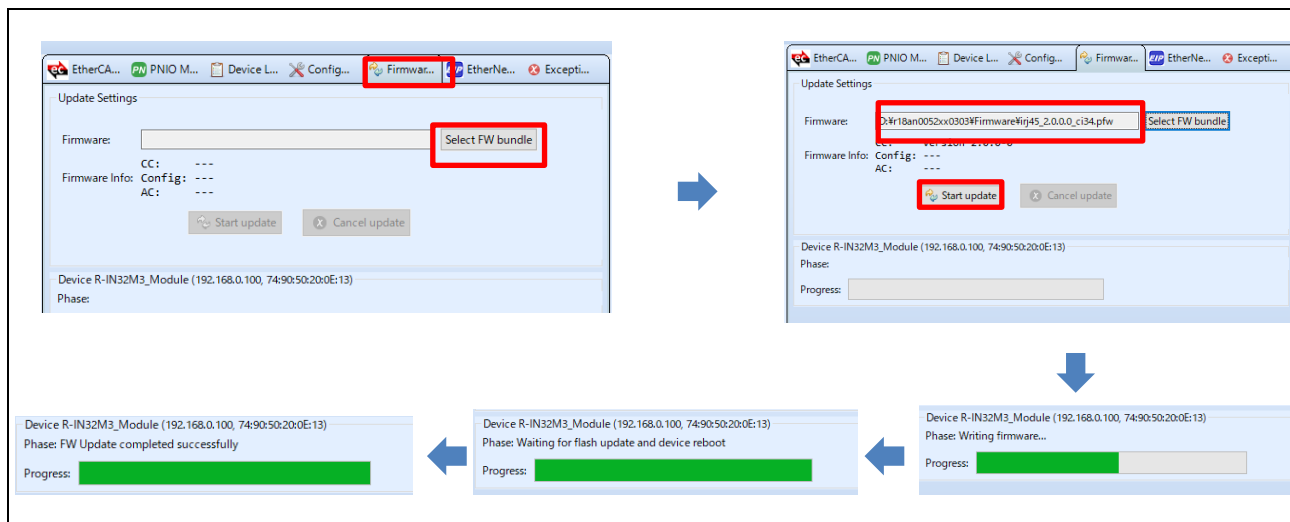 EtherCA... PNIO M... Device L... Config... Firmwar... EtherNe... Excepti...
Update Settings
Firmware: Select FW bundle
CC: ---
Firmware Info: Config: ---
AC: ---
Start update Cancel update
Device R-IN32M3_Module (192.168.0.100, 74:90:50:20:0E:13)
Phase:
EtherCA... PNIO M... Device L... Config... Firmwar... EtherNe... Excepti...
Update Settings
Firmware: D:¥r18an0052xx0303¥Firmware¥irj45_2.0.0.0_ci34.pfw Select FW bundle
CC: Version 2.0.0-0
Firmware Info: Config: ---
AC: ---
Start update Cancel update
Device R-IN32M3_Module (192.168.0.100, 74:90:50:20:0E:13)
Phase:
Progress:
Device R-IN32M3_Module (192.168.0.100, 74:90:50:20:0E:13)
Phase: Writing firmware...
Progress:
Device R-IN32M3_Module (192.168.0.100, 74:90:50:20:0E:13)
Phase: Waiting for flash update and device reboot
Progress:
Device R-IN32M3_Module (192.168.0.100, 74:90:50:20:0E:13)
Phase: FW Update completed successfully
Progress: